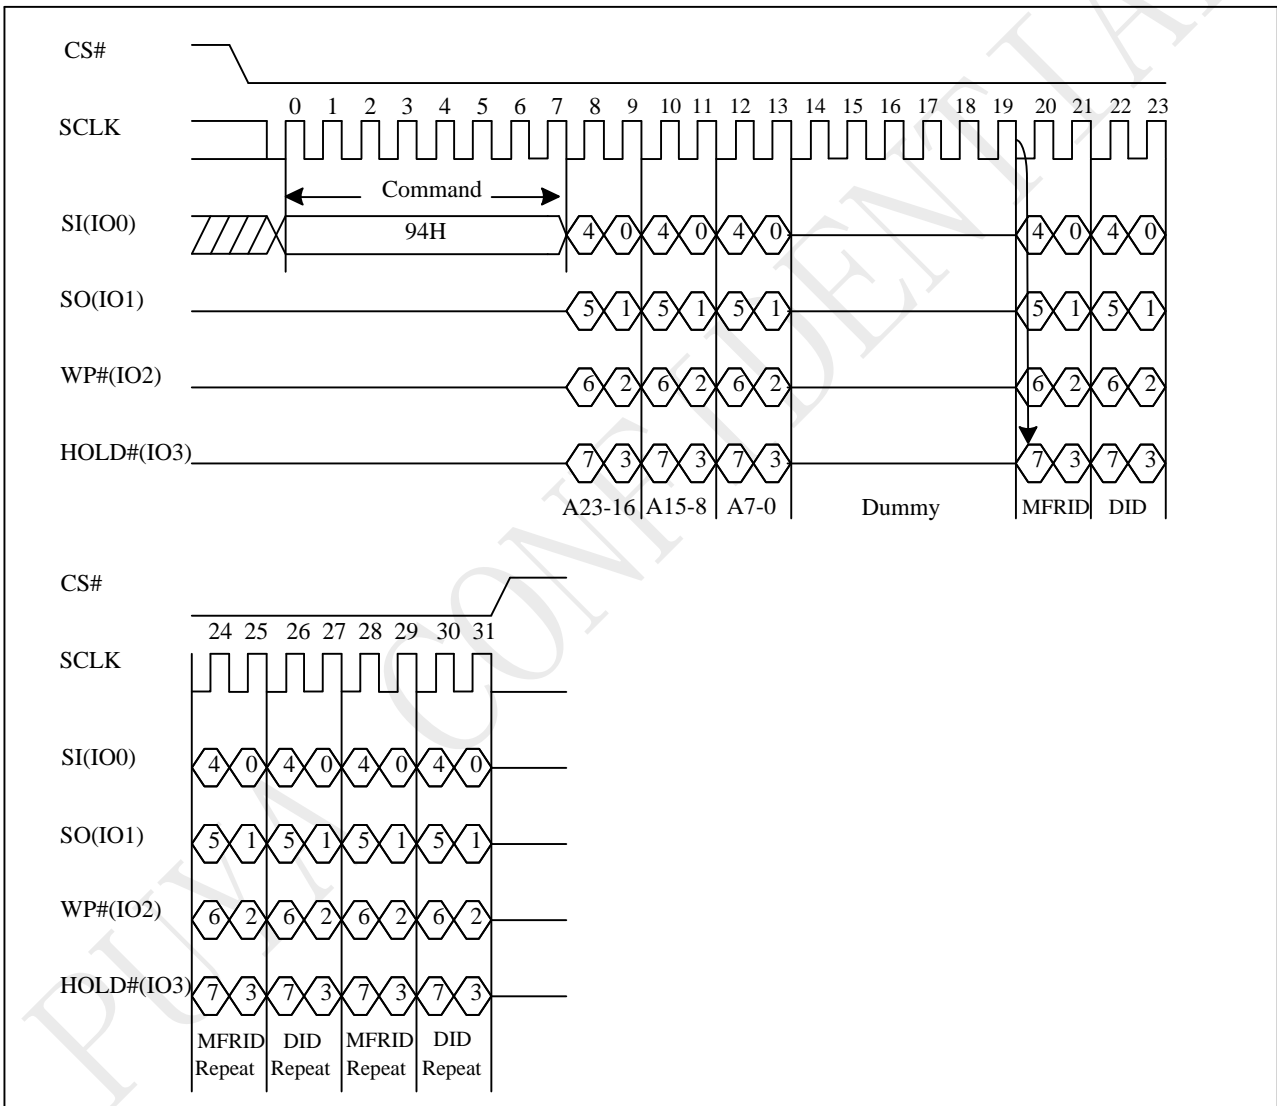 CS#
0 1 2 3 4 5 6 7 8 9 10 11 12 13 14 15 16 17 18 19 20 21 22 23
SCLK
Command
SI(IO0) 94H 4 0 4 0 4 0 4 0 4 0
SO(IO1) 5 1 5 1 5 1 5 1 5 1
WP#(IO2) 6 2 6 2 6 2 6 2 6 2
HOLD#(IO3) 7 3 7 3 7 3 7 3 7 3
A23-16 A15-8 A7-0 Dummy MFRID DID
CS#
24 25 26 27 28 29 30 31
SCLK
SI(IO0) 4 0 4 0 4 0 4 0
SO(IO1) 5 1 5 1 5 1 5 1
WP#(IO2) 6 2 6 2 6 2 6 2
HOLD#(IO3) 7 3 7 3 7 3 7 3
MFRID DID MFRID DID
Repeat Repeat Repeat Repeat
PUYA CONFIDENTIAL